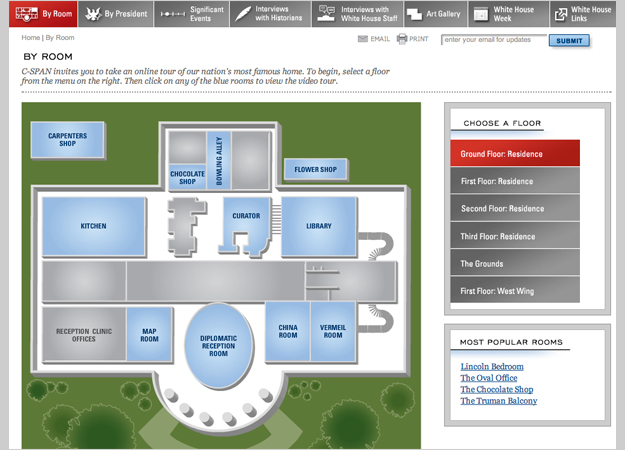 By Room
By President
Significant
Events
Interviews
with Historians
Interviews with
White House Staff
Art Gallery
White House
Week
White House
Links
Home | By Room
EMAIL
PRINT
enter your email for updates
SUBMIT
BY ROOM
C-SPAN invites you to take an online tour of our nation's most famous home. To begin, select a floor
from the menu on the right. Then click on any of the blue rooms to view the video tour.
CARPENTERS
SHOP
CHOCOLATE
SHOP
BOWLING ALLEY
FLOWER SHOP
KITCHEN
CURATOR
LIBRARY
RECEPTION CLINIC
OFFICES
MAP
ROOM
DIPLOMATIC
RECEPTION
ROOM
CHINA
ROOM
VERMEIL
ROOM
CHOOSE A FLOOR
Ground Floor: Residence
First Floor: Residence
Second Floor: Residence
Third Floor: Residence
The Grounds
First Floor: West Wing
MOST POPULAR ROOMS
Lincoln Bedroom
The Oval Office
The Chocolate Shop
The Truman Balcony